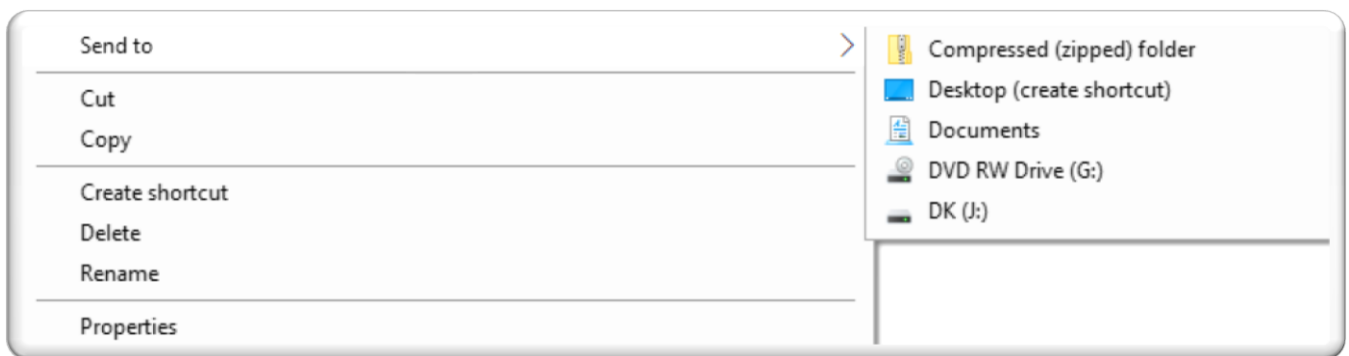 Send to
Cut
Copy
Create shortcut
Delete
Rename
Properties
Compressed (zipped) folder
Desktop (create shortcut)
Documents
DVD RW Drive (G:)
DK (J:)